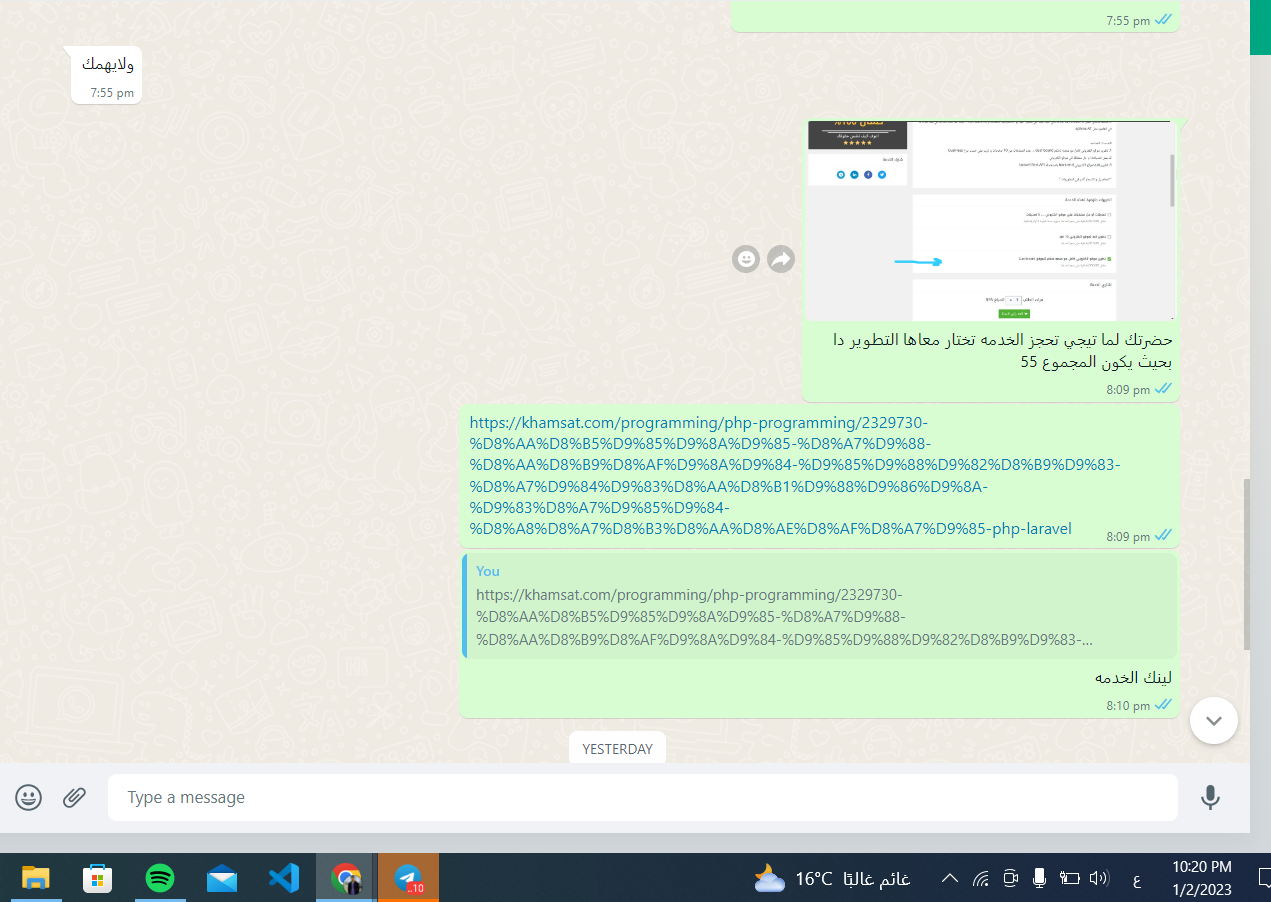 7:55 pm
ولايهمك
7:55 pm
حضرتك لما تيجي تحجز الخدمه تختار معاها التطوير دا
بحيث يكون المجموع 55
8:09 pm
https://khamsat.com/programming/php-programming/2329730-
%D8%AA%D8%B5%D9%85%D9%8A%D9%85-%D8%A7%D9%88-
%D8%AA%D8%B9%D8%AF%D9%8A%D9%84-%D9%85%D9%88%D9%82%D8%B9%D9%83-
%D8%A7%D9%84%D9%83%D8%AA%D8%B1%D9%88%D9%86%D9%8A-
%D9%83%D8%A7%D9%85%D9%84-
%D8%A8%D8%A7%D8%B3%D8%AA%D8%AE%D8%AF%D8%A7%D9%85-php-laravel
8:09 pm
You
https://khamsat.com/programming/php-programming/2329730-
%D8%AA%D8%B5%D9%85%D9%8A%D9%85-%D8%A7%D9%88-
%D8%AA%D8%B9%D8%AF%D9%8A%D9%84-%D9%85%D9%88%D9%82%D8%B9%D9%83-...
لينك الخدمه
8:10 pm
YESTERDAY
Type a message
..10
16°C غائم غالبًا
ع
10:20 PM
1/2/2023